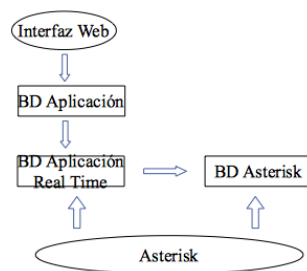 Interfaz Web
BD Aplicación
BD Aplicación
Real Time
BD Asterisk
Asterisk